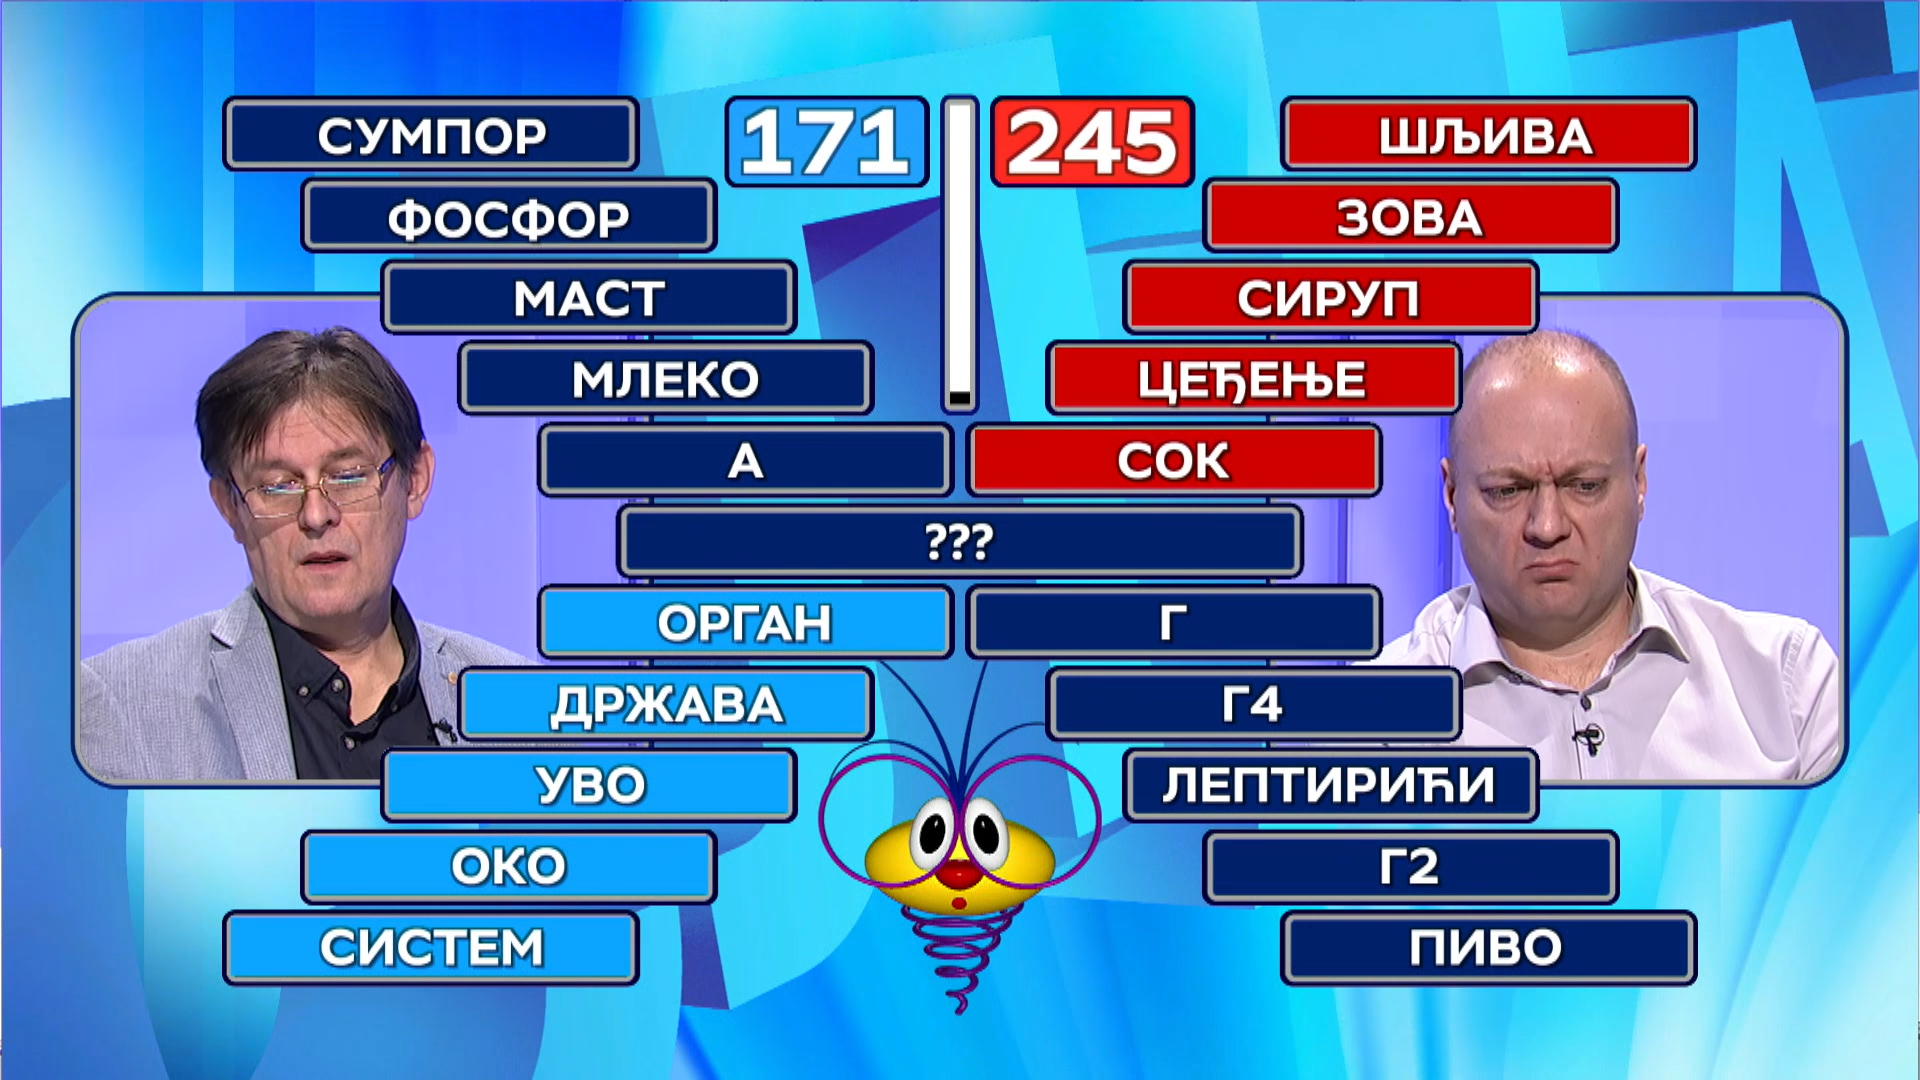 СУМПОР
171
245
ШЉИВА
ФОСФОР
ЗОВА
МАСТ
СИРУП
МЛЕКО
ЦЕЂЕЊЕ
А
СОК
???
ОРГАН
Г
ДРЖАВА
Г4
УВО
ЛЕПТИРИЋИ
ОКО
Г2
СИСТЕМ
ПИВО